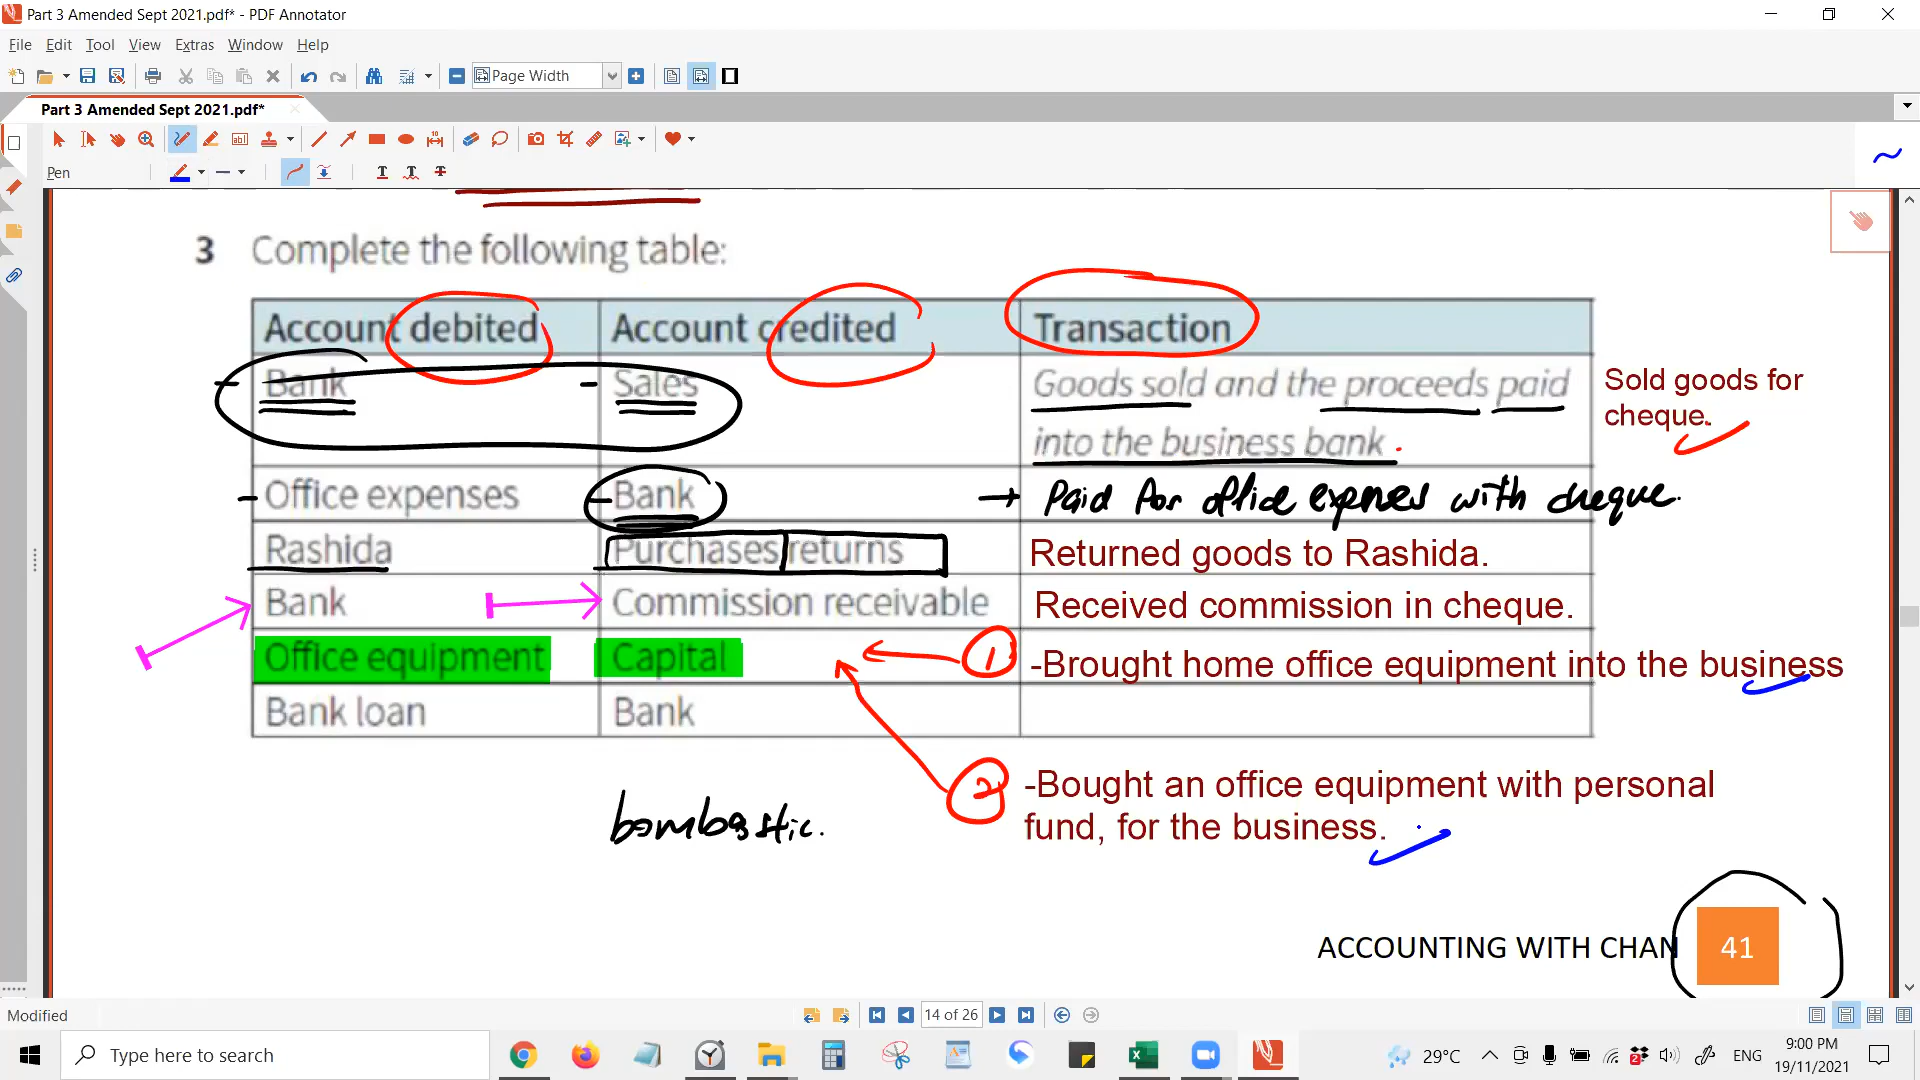 Part 3 Amended Sept 2021.pdf* - PDF Annotator
File Edit Tool View Extras Window Help
Page Width
Part 3 Amended Sept 2021.pdf*
Pen
3 Complete the following table:
Account debited Account credited Transaction
Bank Sales Goods sold and the proceeds paid
into the business bank.
Sold goods for
cheque.
Office expenses Bank → Paid for office expenses with cheque.
Rashida Purchases returns Returned goods to Rashida.
Bank Commission receivable Received commission in cheque.
Office equipment Capital 1 -Brought home office equipment into the business
Bank loan Bank
2 -Bought an office equipment with personal
fund, for the business.
bombastic.
ACCOUNTING WITH CHAN 41
Modified 14 of 26
Type here to search 29°C ENG 9:00 PM
19/11/2021